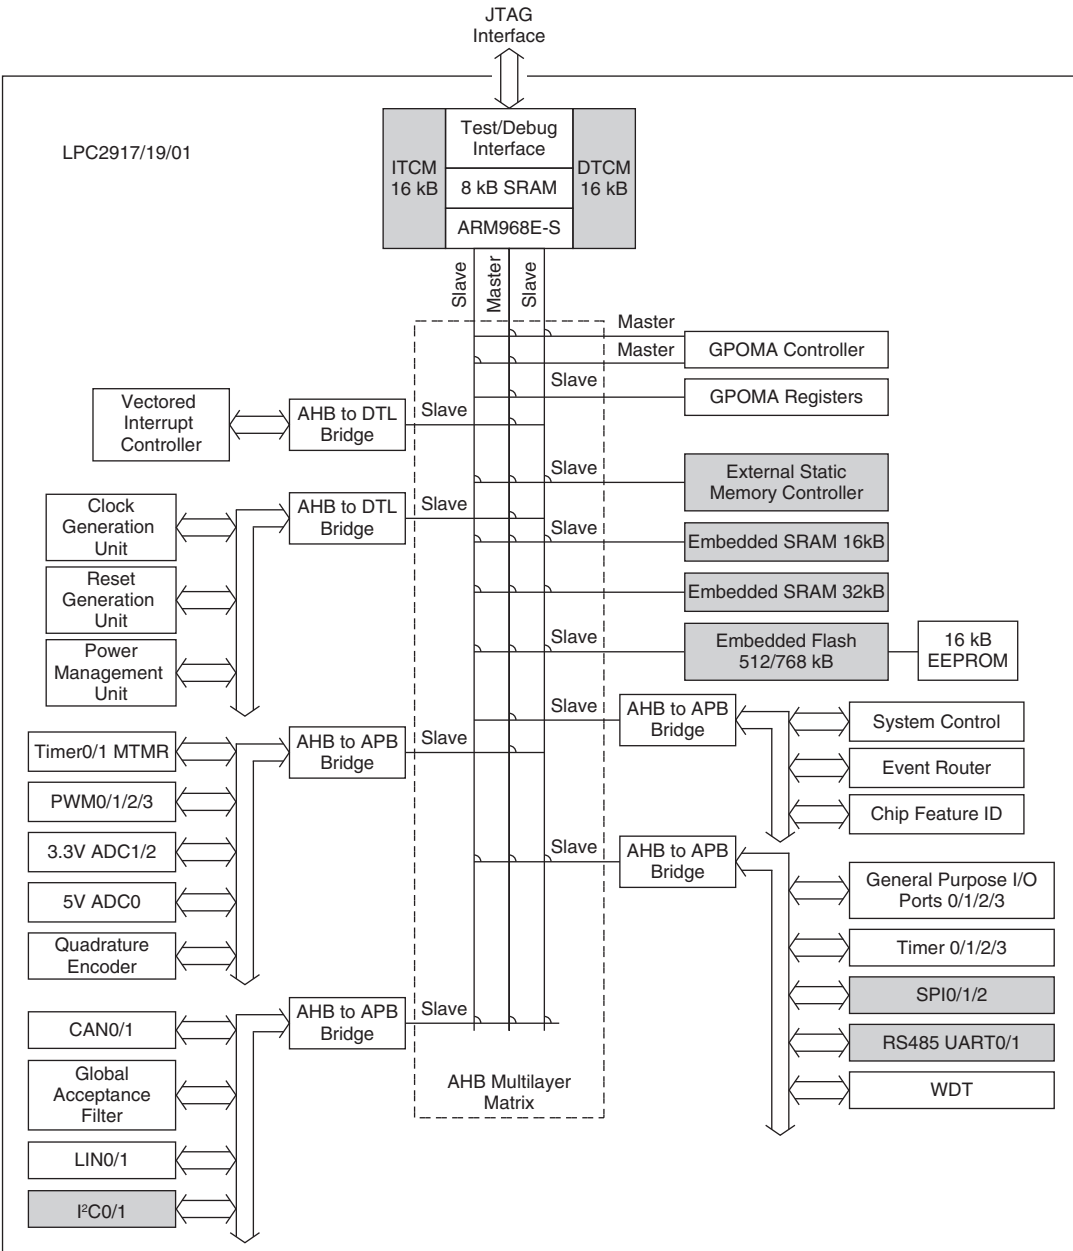 JTAG
Interface
LPC2917/19/01
ITCM
16 kB
Test/Debug
Interface
8 kB SRAM
ARM968E-S
DTCM
16 kB
Slave
Master
Slave
Master
Master
GPOMA Controller
Slave
GPOMA Registers
Vectored
Interrupt
Controller
AHB to DTL
Bridge
Slave
Slave
External Static
Memory Controller
Clock
Generation
Unit
AHB to DTL
Bridge
Slave
Slave
Embedded SRAM 16kB
Reset
Generation
Unit
Embedded SRAM 32kB
Power
Management
Unit
Slave
Embedded Flash
512/768 kB
16 kB
EEPROM
Slave
AHB to APB
Bridge
System Control
Event Router
Chip Feature ID
Timer0/1 MTMR
AHB to APB
Bridge
Slave
PWM0/1/2/3
3.3V ADC1/2
5V ADC0
Quadrature
Encoder
Slave
AHB to APB
Bridge
General Purpose I/O
Ports 0/1/2/3
Timer 0/1/2/3
SPI0/1/2
RS485 UART0/1
WDT
CAN0/1
AHB to APB
Bridge
Slave
Global
Acceptance
Filter
LIN0/1
I²C0/1
AHB Multilayer
Matrix